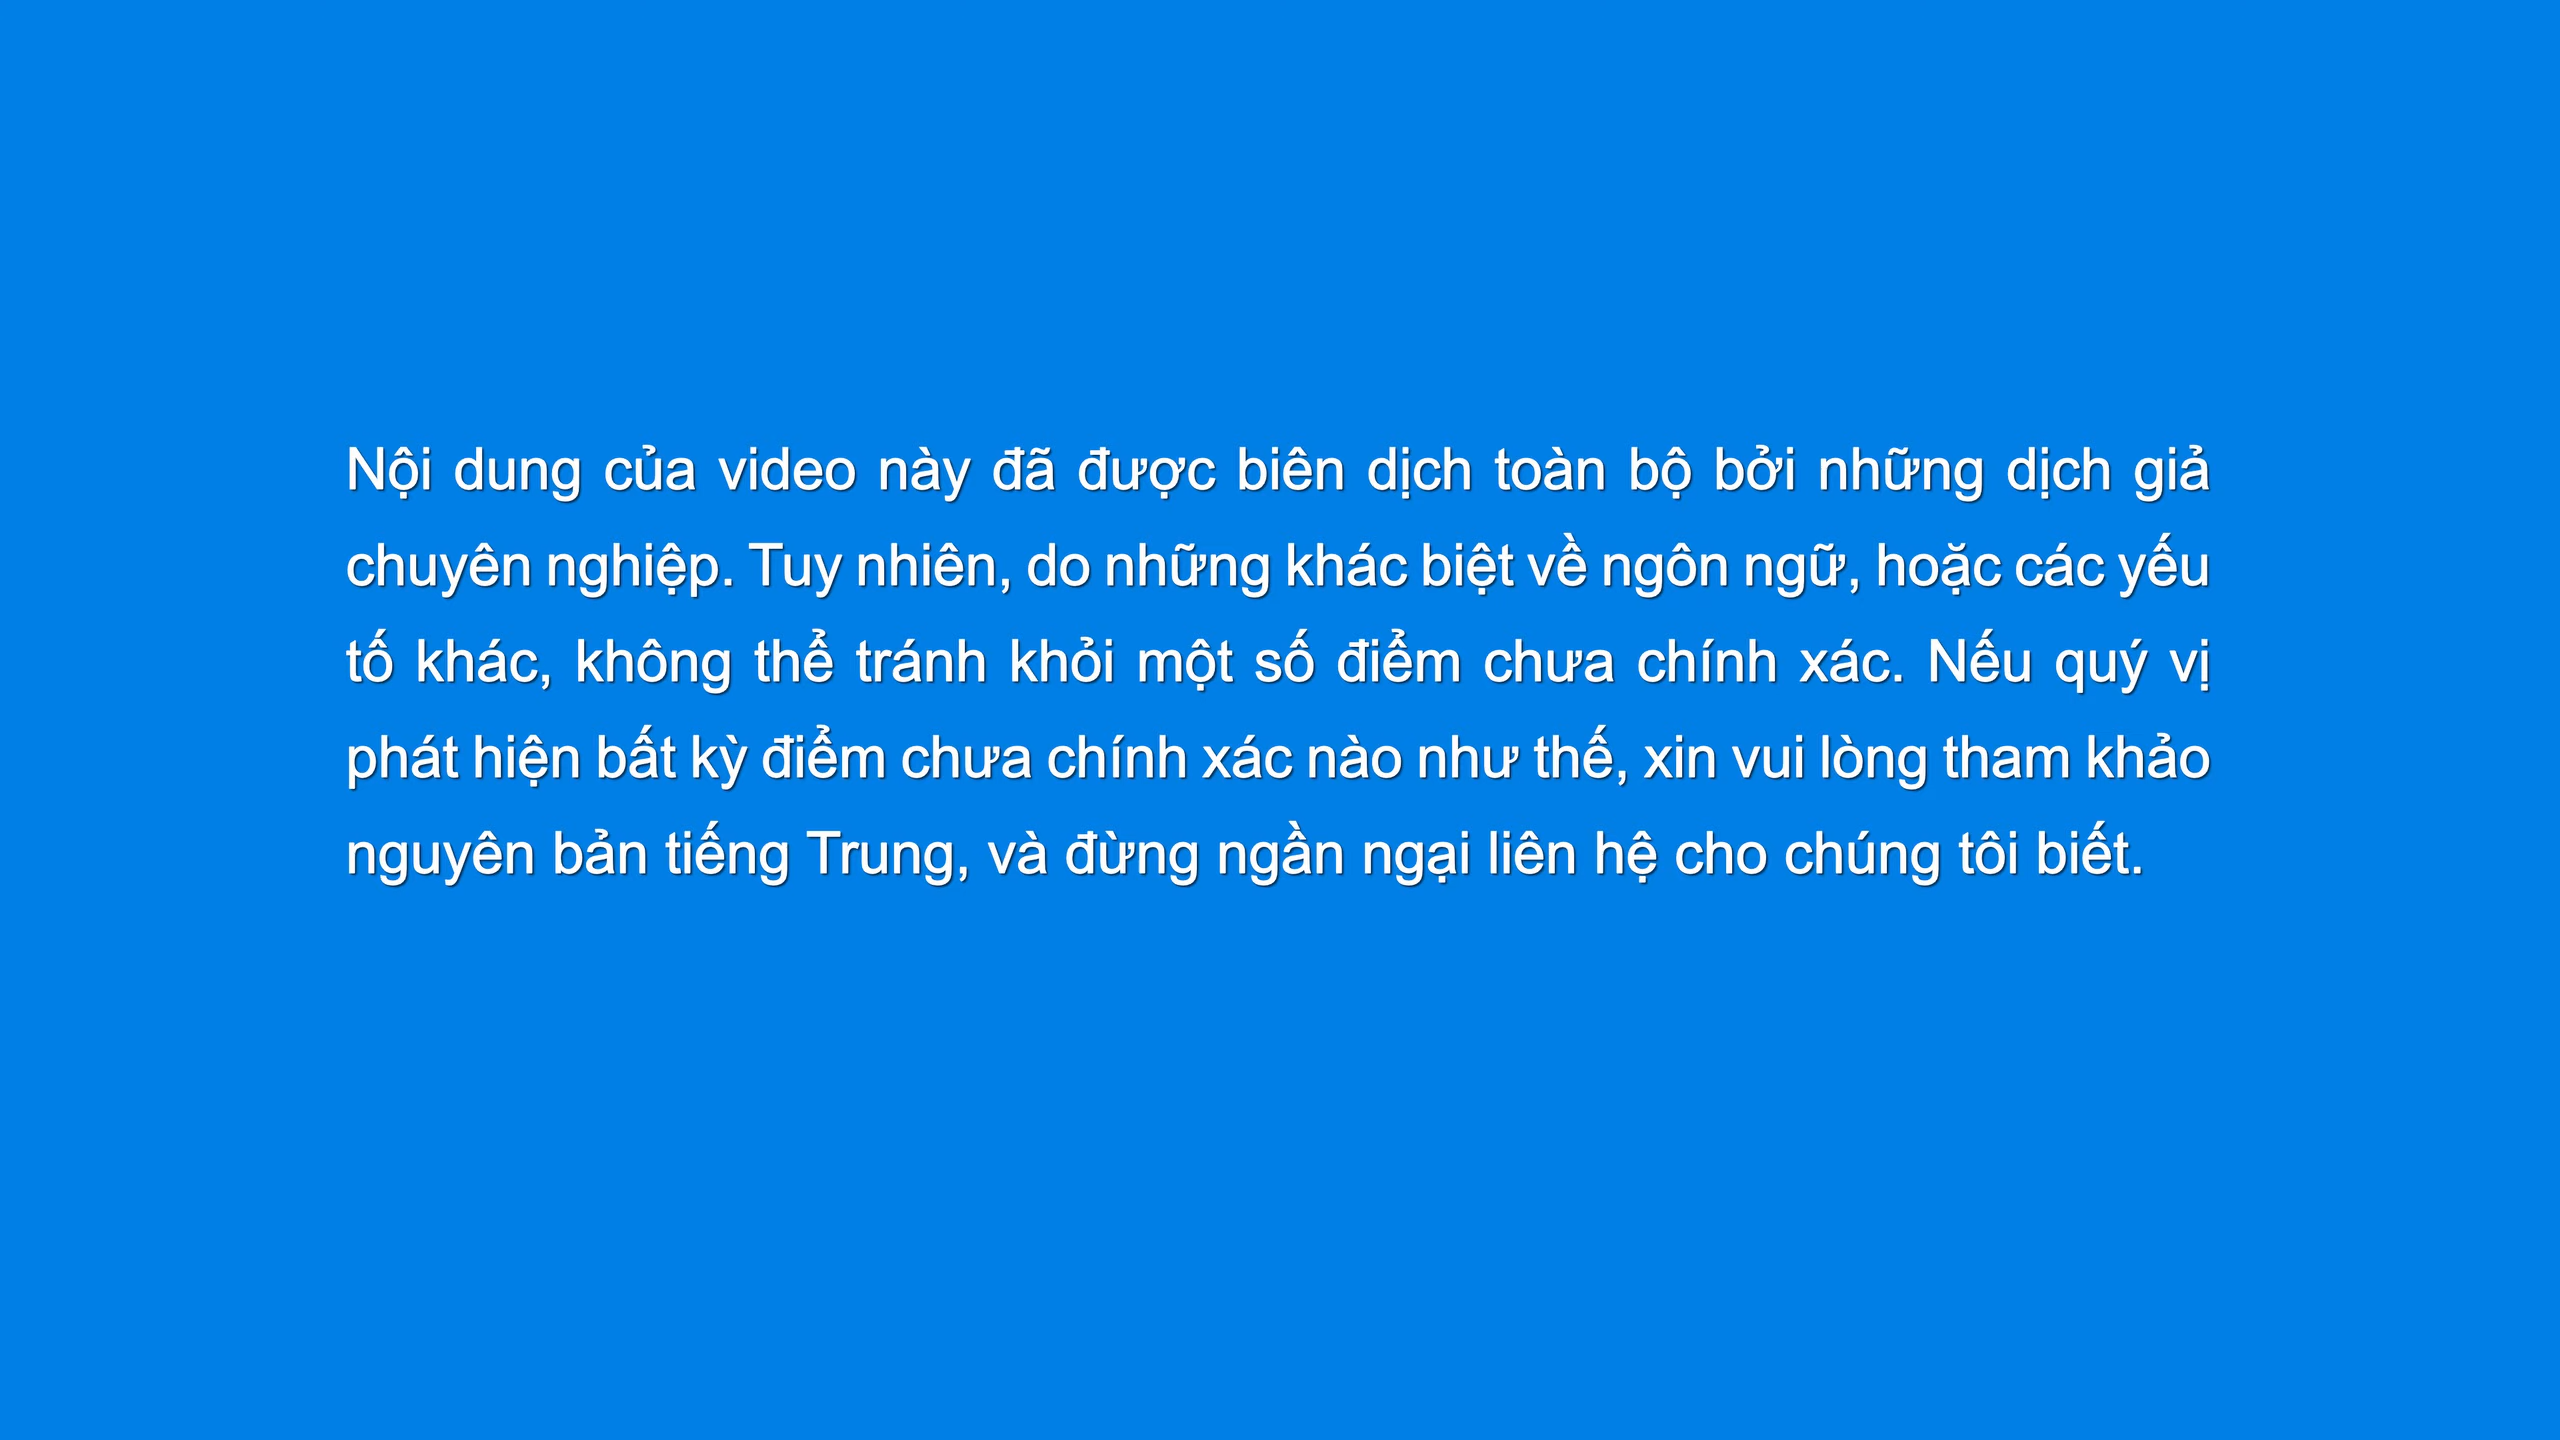 Nội dung của video này đã được biên dịch toàn bộ bởi những dịch giả
chuyên nghiệp. Tuy nhiên, do những khác biệt về ngôn ngữ, hoặc các yếu
tố khác, không thể tránh khỏi một số điểm chưa chính xác. Nếu quý vị
phát hiện bất kỳ điểm chưa chính xác nào như thế, xin vui lòng tham khảo
nguyên bản tiếng Trung, và đừng ngần ngại liên hệ cho chúng tôi biết.